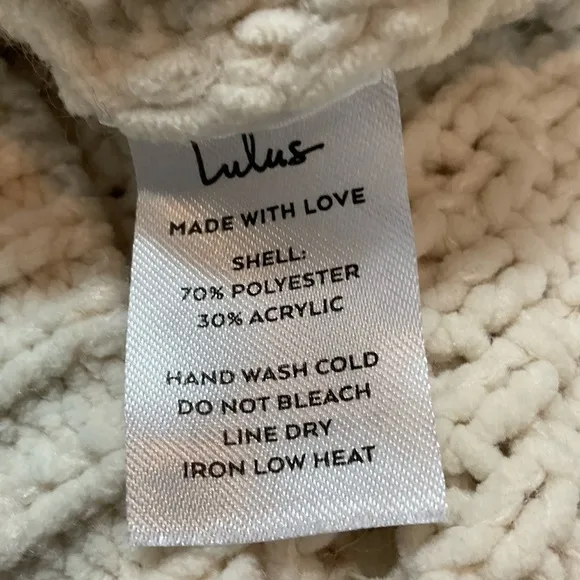 Lulus
MADE WITH LOVE
SHELL:
70% POLYESTER
30% ACRYLIC
HAND WASH COLD
DO NOT BLEACH
LINE DRY
IRON LOW HEAT